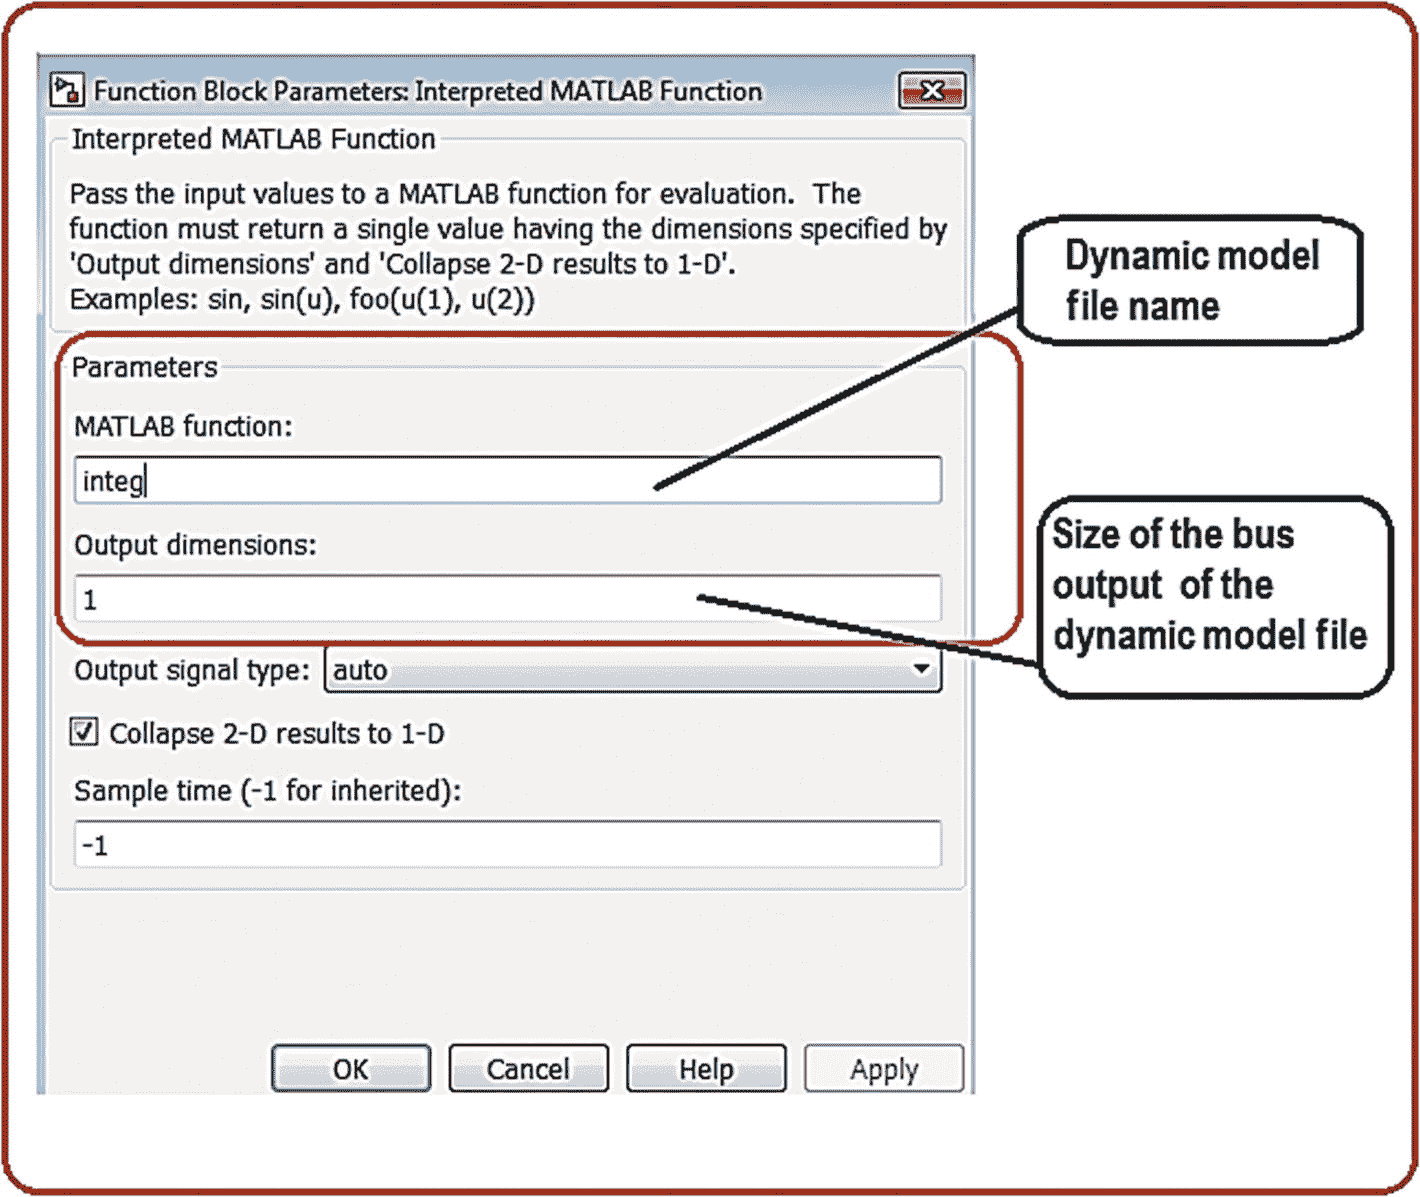 Function Block Parameters: Interpreted MATLAB Function
Interpreted MATLAB Function
Pass the input values to a MATLAB function for evaluation. The
function must return a single value having the dimensions specified by
'Output dimensions' and 'Collapse 2-D results to 1-D'.
Examples: sin, sin(u), foo(u(1), u(2))
Parameters
MATLAB function:
integ
Output dimensions:
1
Output signal type: auto
Collapse 2-D results to 1-D
Sample time (-1 for inherited):
-1
OK Cancel Help Apply
Dynamic model
file name
Size of the bus
output of the
dynamic model file